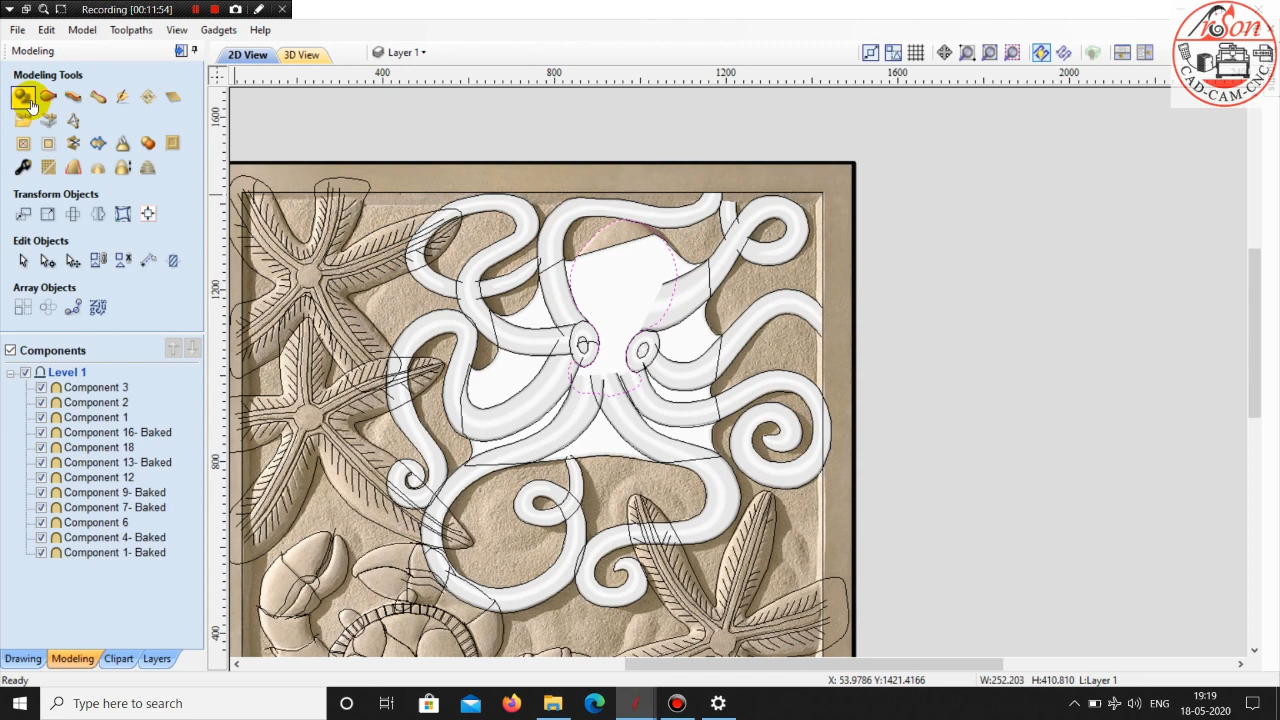 Recording [00:11:54]
File Edit Model Toolpaths View Gadgets Help
Modeling
2D View 3D View Layer 1
400 800 1200 1600 2000
Modeling Tools
Transform Objects
Edit Objects
Array Objects
Components
Level 1
Component 3
Component 2
Component 1
Component 16- Baked
Component 18
Component 13- Baked
Component 12
Component 9- Baked
Component 7- Baked
Component 6
Component 4- Baked
Component 1- Baked
1600
1200
800
400
CAD-CAM-CNC
Drawing Modeling Clipart Layers
Ready
X: 53.9786 Y:1421.4166
W:252.203 H:410.810 L:Layer 1
Type here to search
ENG
19:19
18-05-2020